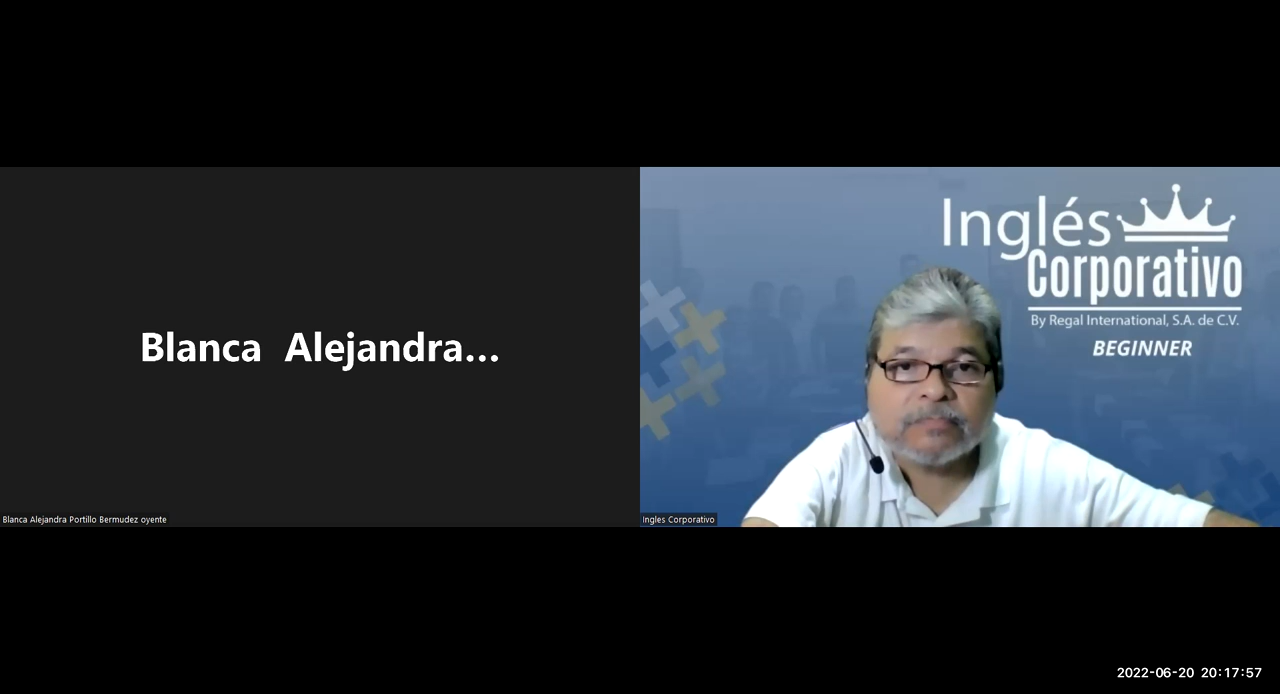 Blanca Alejandra...
Blanca Alejandra Portillo Bermudez oyente
Inglés
Corporativo
By Regal International, S.A. de C.V.
BEGINNER
Ingles Corporativo
2022-06-20 20:17:57